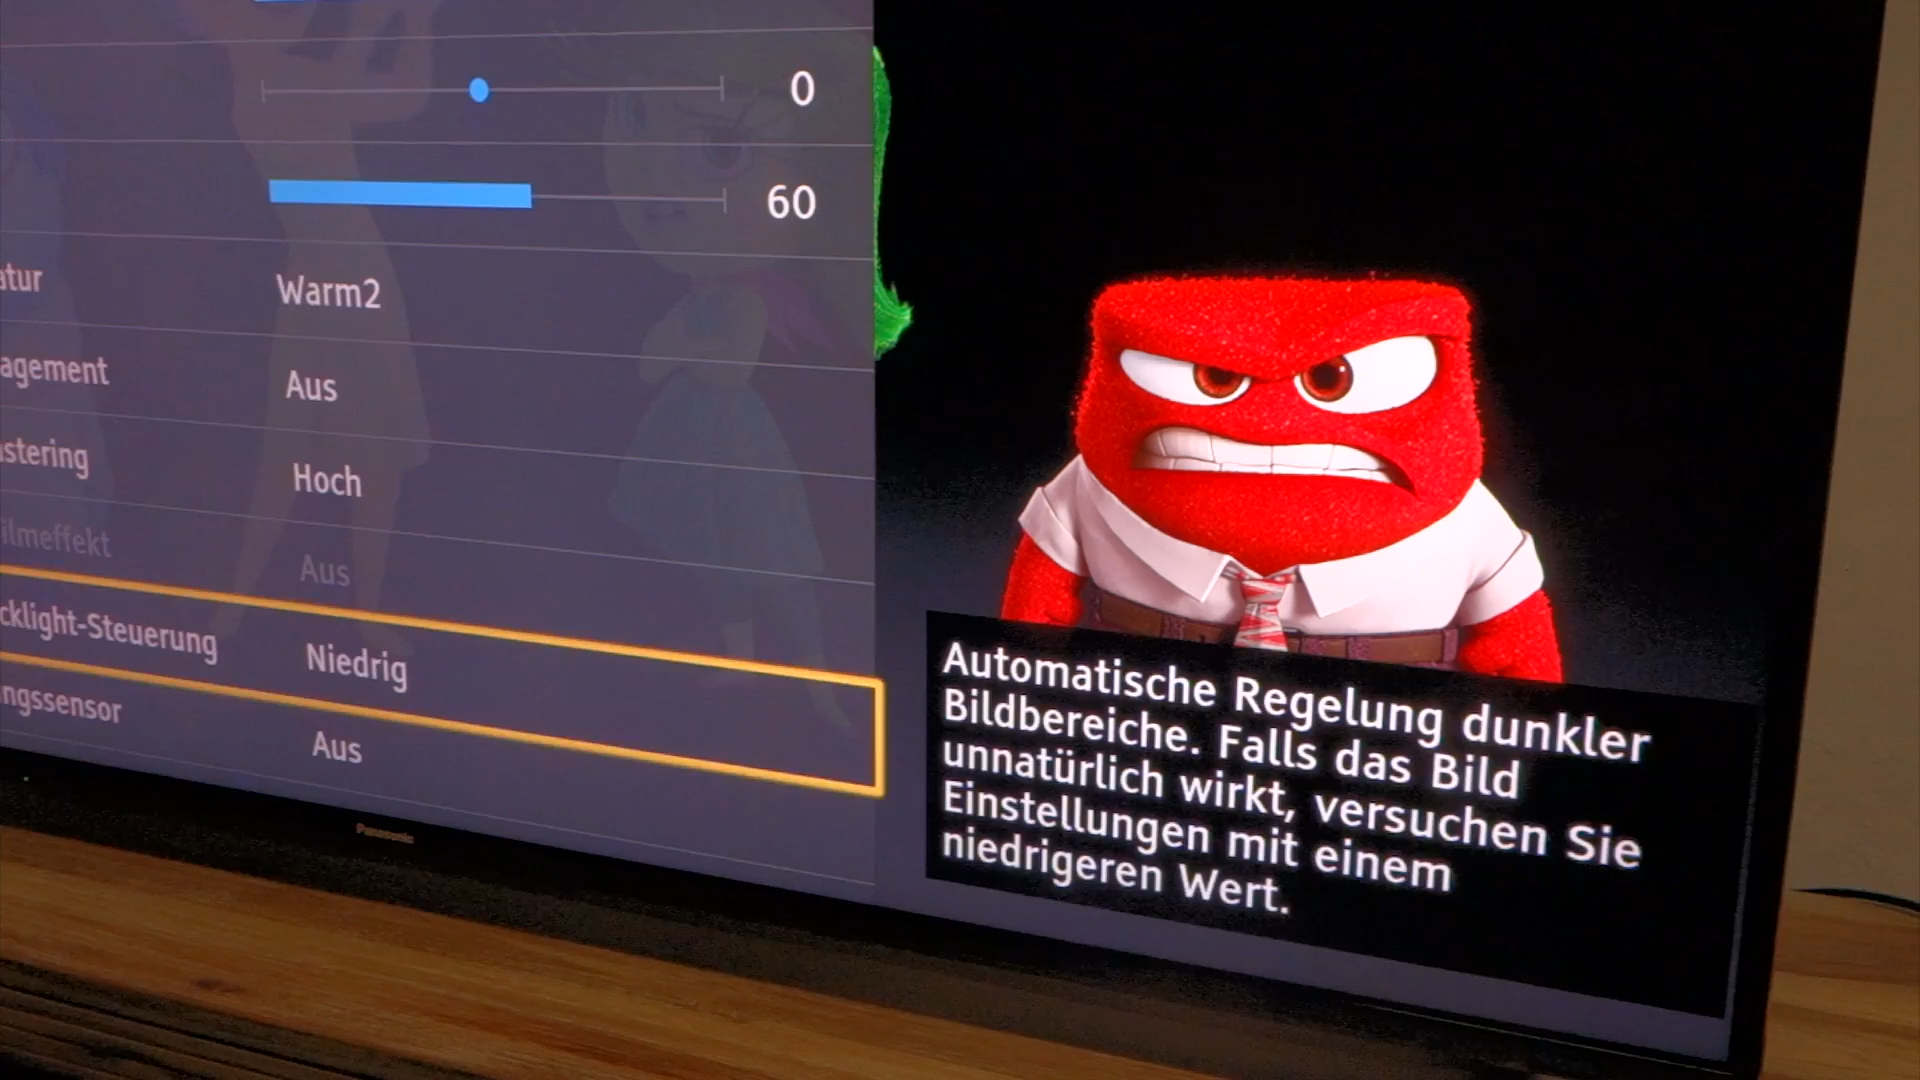 0
60
atur Warm2
agement Aus
stering Hoch
ilmeffekt Aus
cklight-Steuerung Niedrig
ngssensor Aus
Panasonic
Automatische Regelung dunkler
Bildbereiche. Falls das Bild
unnatürlich wirkt, versuchen Sie
Einstellungen mit einem
niedrigeren Wert.